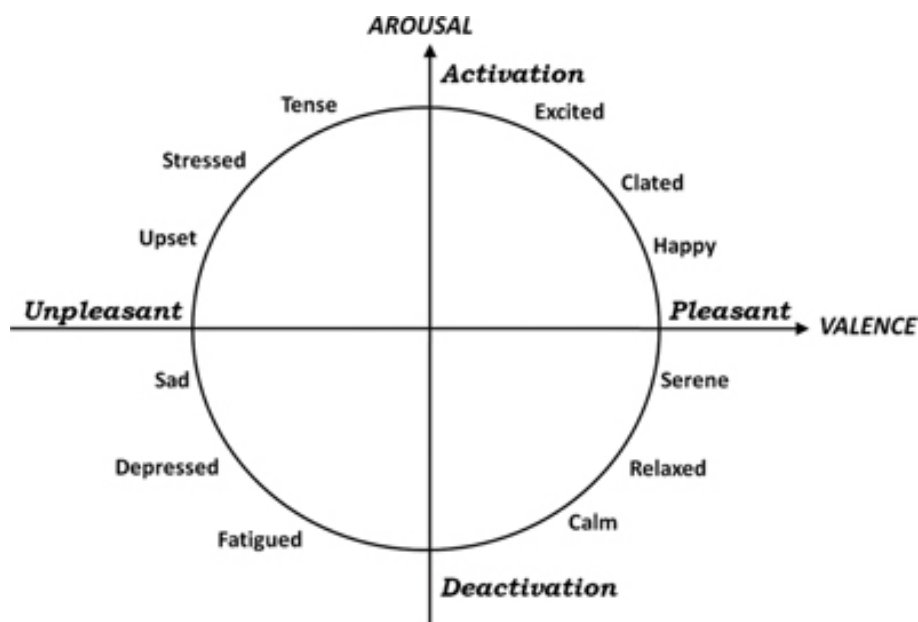 AROUSAL
Activation
Tense
Excited
Stressed
Clated
Upset
Happy
Unpleasant
Pleasant
VALENCE
Sad
Serene
Depressed
Relaxed
Fatigued
Calm
Deactivation